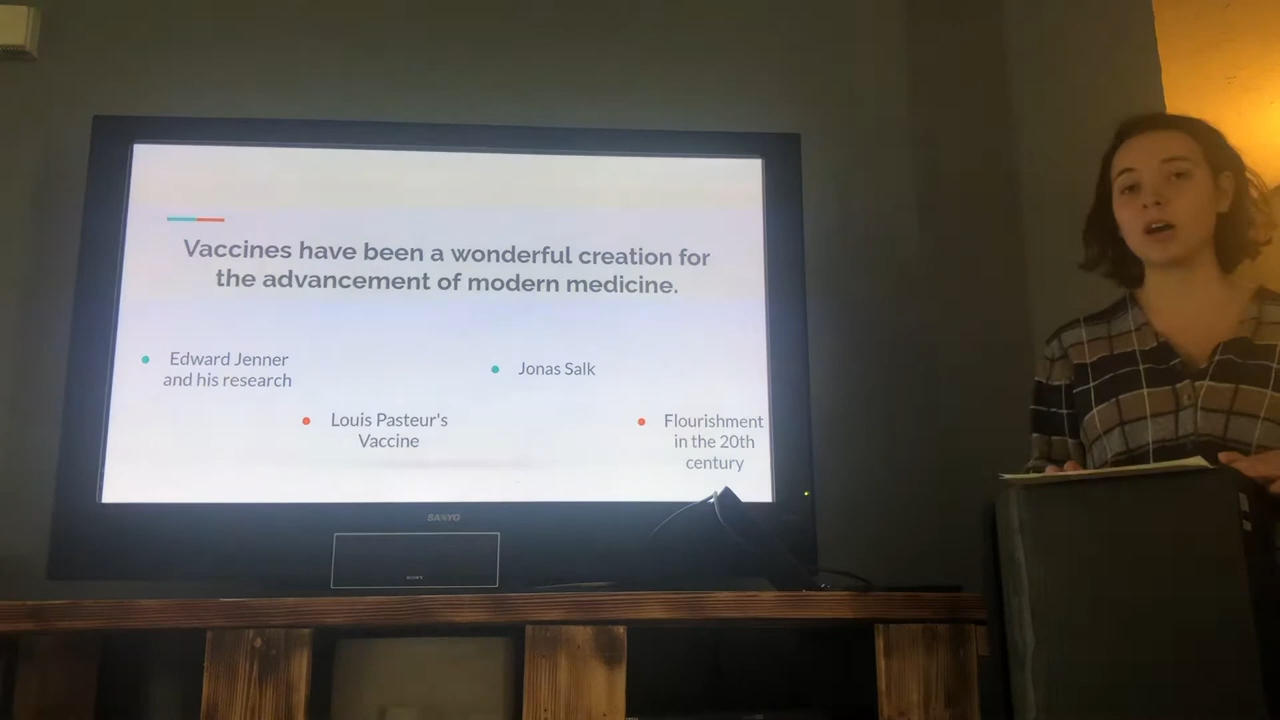 Vaccines have been a wonderful creation for
the advancement of modern medicine.
Edward Jenner
and his research
Jonas Salk
Louis Pasteur's
Vaccine
Flourishment
in the 20th
century
SANYO
SONY